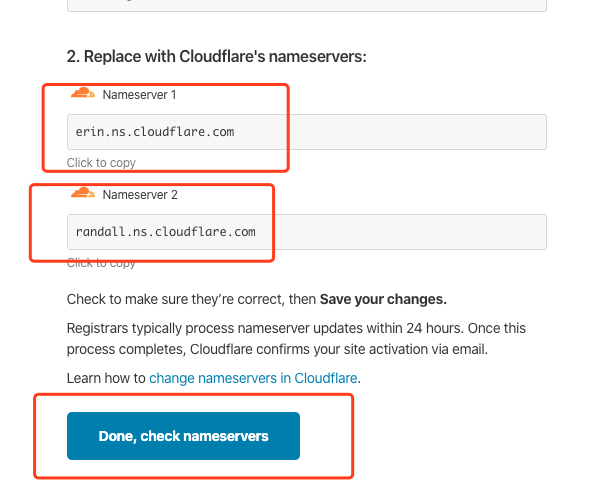 2. Replace with Cloudflare's nameservers:
Nameserver 1
erin.ns.cloudflare.com
Click to copy
Nameserver 2
randall.ns.cloudflare.com
Click to copy
Check to make sure they’re correct, then Save your changes.
Registrars typically process nameserver updates within 24 hours. Once this
process completes, Cloudflare confirms your site activation via email.
Learn how to change nameservers in Cloudflare.
Done, check nameservers